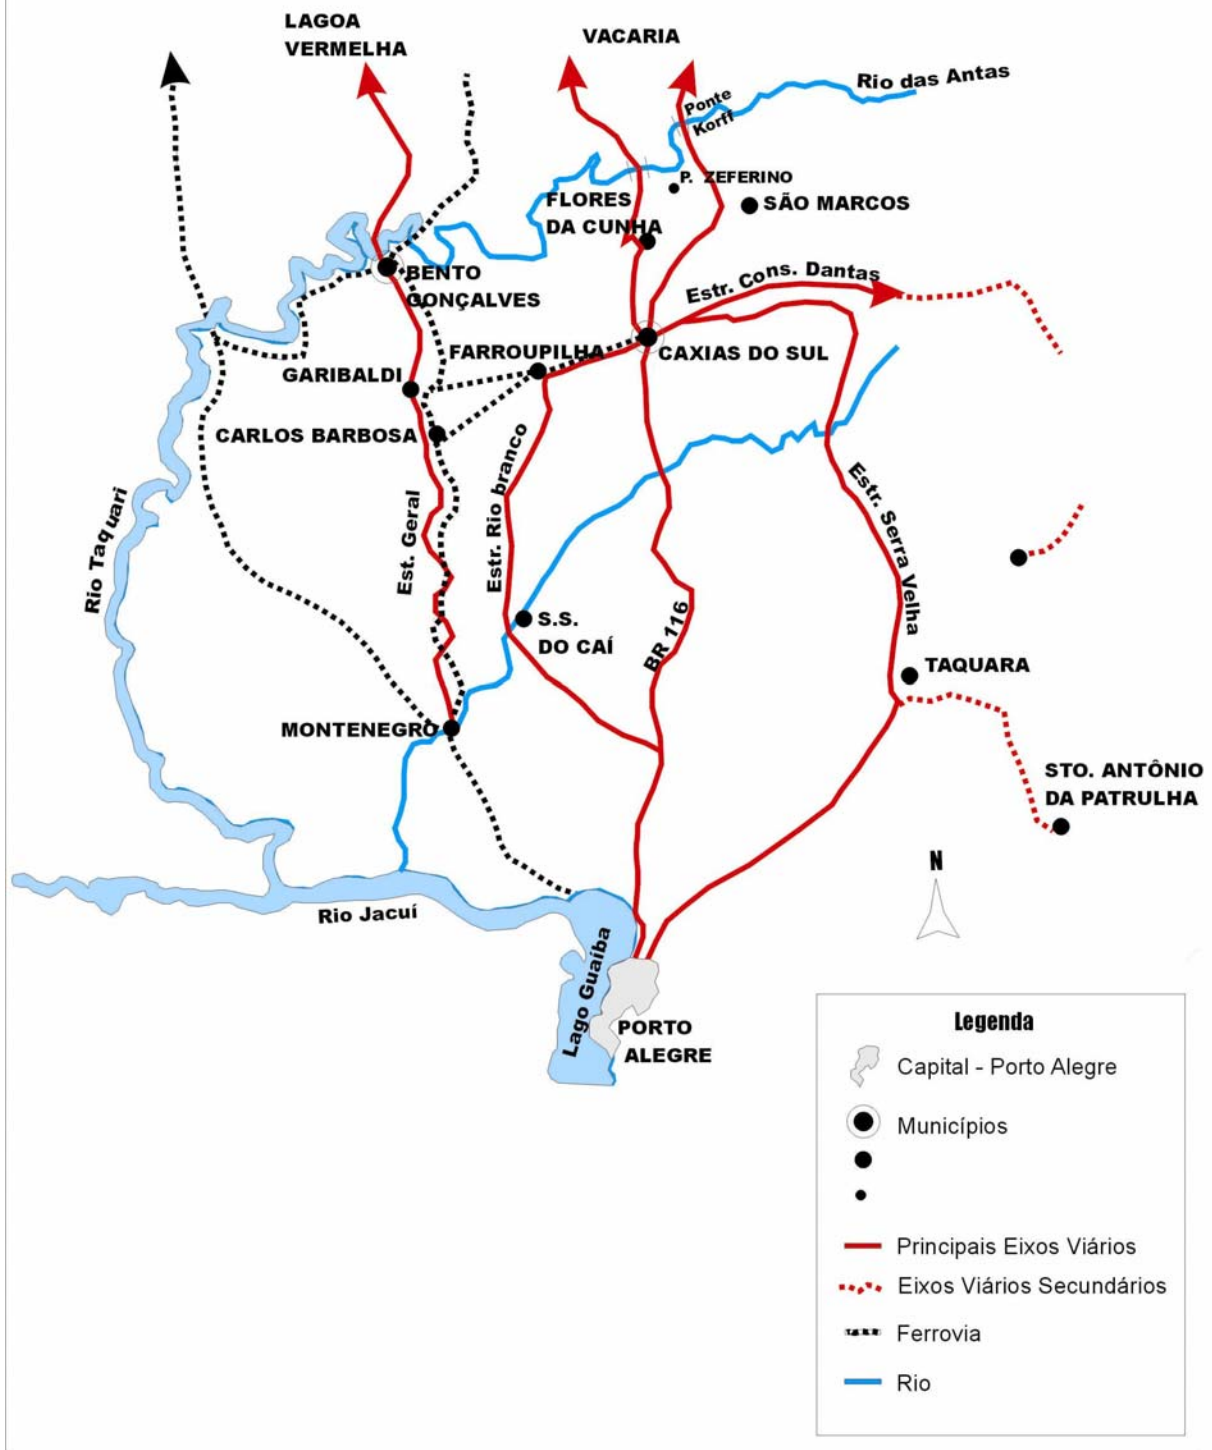 LAGOA
VERMELHA
VACARIA
Rio das Antas
Ponte
Korff
P. ZEFERINO
FLORES
DA CUNHA
SÃO MARCOS
BENTO
GONÇALVES
Estr. Cons. Dantas
FARROUPILHA
CAXIAS DO SUL
GARIBALDI
CARLOS BARBOSA
Rio Taquari
Est. Geral
Estr. Rio branco
Estr. Serra Velha
S.S.
DO CAÍ
BR 116
TAQUARA
MONTENEGRO
STO. ANTÔNIO
DA PATRULHA
N
Rio Jacuí
Lago Guaíba
PORTO
ALEGRE
Legenda
Capital - Porto Alegre
Municípios
Principais Eixos Viários
Eixos Viários Secundários
Ferrovia
Rio